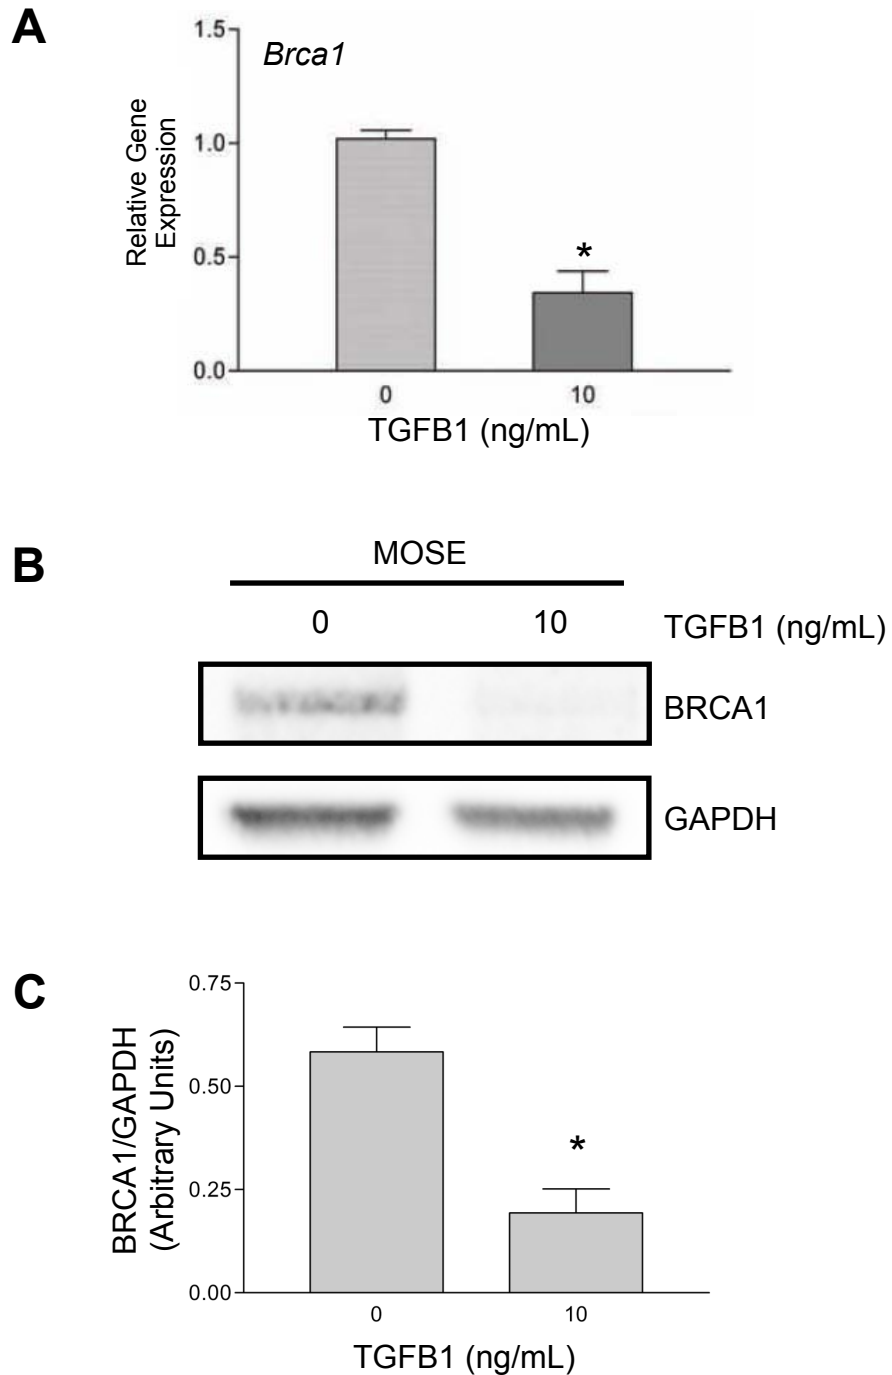 A
1.5
Brca1
1.0
Relative Gene
Expression
0.5
*
0.0
0
10
TGFB1 (ng/mL)
B
MOSE
0
10
TGFB1 (ng/mL)
BRCA1
GAPDH
C
0.75
BRCA1/GAPDH
(Arbitrary Units)
0.50
*
0.25
0.00
0
10
TGFB1 (ng/mL)